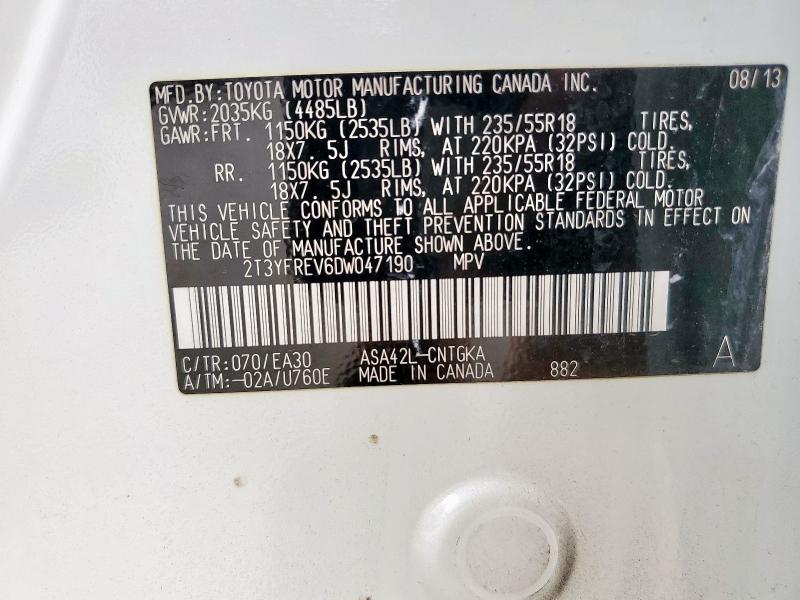 MFD.BY:TOYOTA MOTOR MANUFACTURING CANADA INC. 08/13
GVWR:2035KG (4485LB)
GAWR:FRT. 1150KG (2535LB) WITH 235/55R18 TIRES,
18X7. 5J RIMS, AT 220KPA (32PSI) COLD.
RR. 1150KG (2535LB) WITH 235/55R18 TIRES,
18X7. 5J RIMS, AT 220KPA (32PSI) COLD.
THIS VEHICLE CONFORMS TO ALL APPLICABLE FEDERAL MOTOR
VEHICLE SAFETY AND THEFT PREVENTION STANDARDS IN EFFECT ON
THE DATE OF MANUFACTURE SHOWN ABOVE.
2T3YFREV6DW047190 MPV
C/TR:070/EA30 ASA42L-CNTGKA A
A/TM:-02A/U760E MADE IN CANADA 882